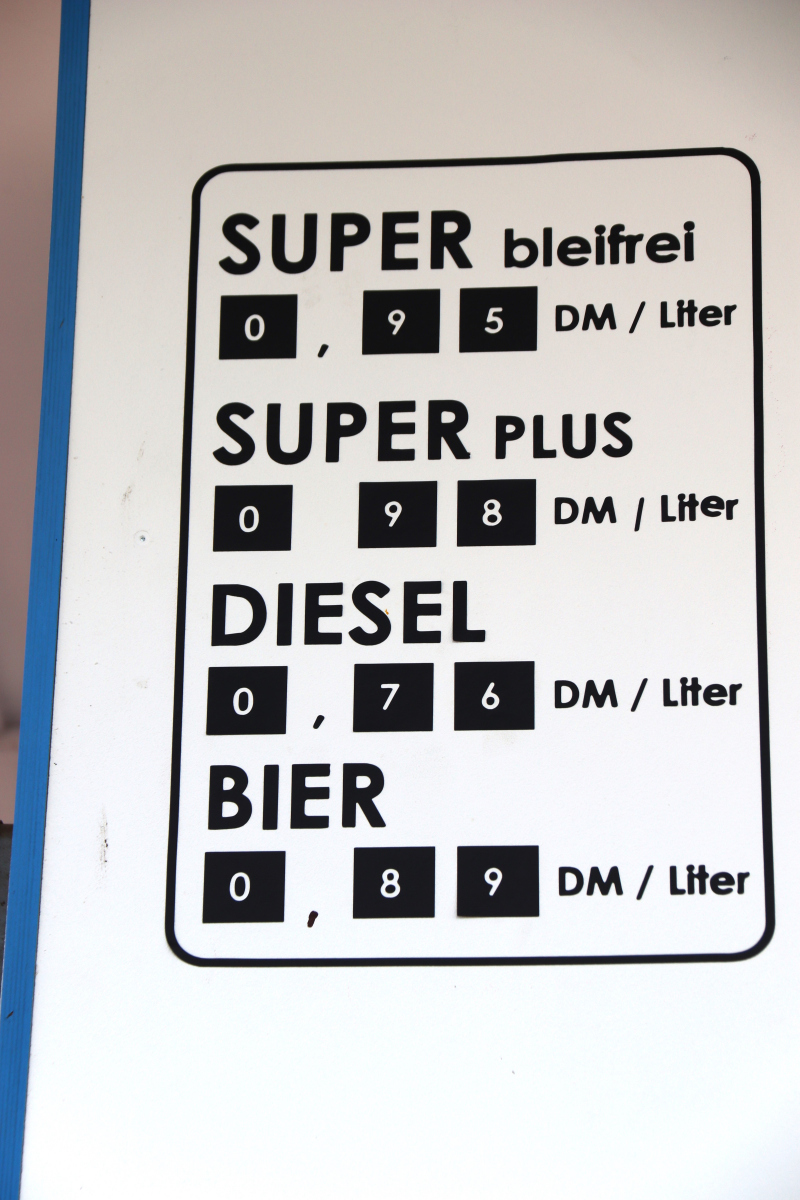 SUPER bleifrei
0 , 9 5 DM / Liter
SUPER PLUS
0 9 8 DM / Liter
DIESEL
0 , 7 6 DM / Liter
BIER
0 , 8 9 DM / Liter